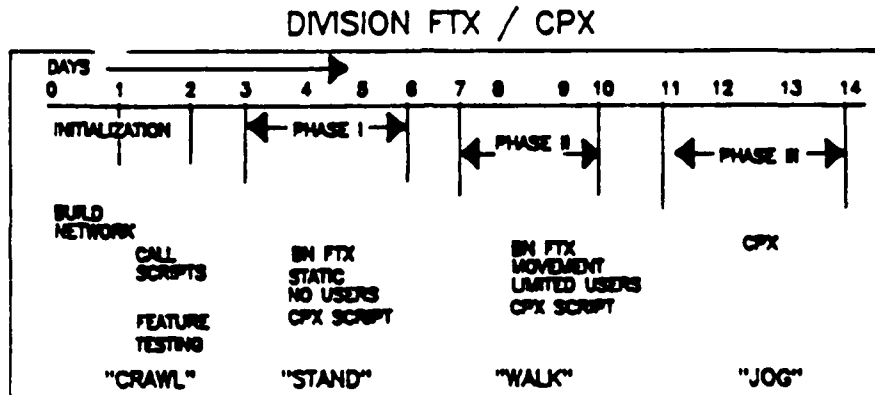 DIVISION FTX / CPX
DAYS
0 1 2 3 4 5 6 7 8 9 10 11 12 13 14
INITIALIZATION
PHASE I
PHASE II
PHASE III
BUILD
NETWORK
CALL
SCRIPTS
FEATURE
TESTING
BN FTX
STATIC
NO USERS
CPX SCRIPT
BN FTX
MOVEMENT
LIMITED USERS
CPX SCRIPT
CPX
"CRAWL" "STAND" "WALK" "JOG"